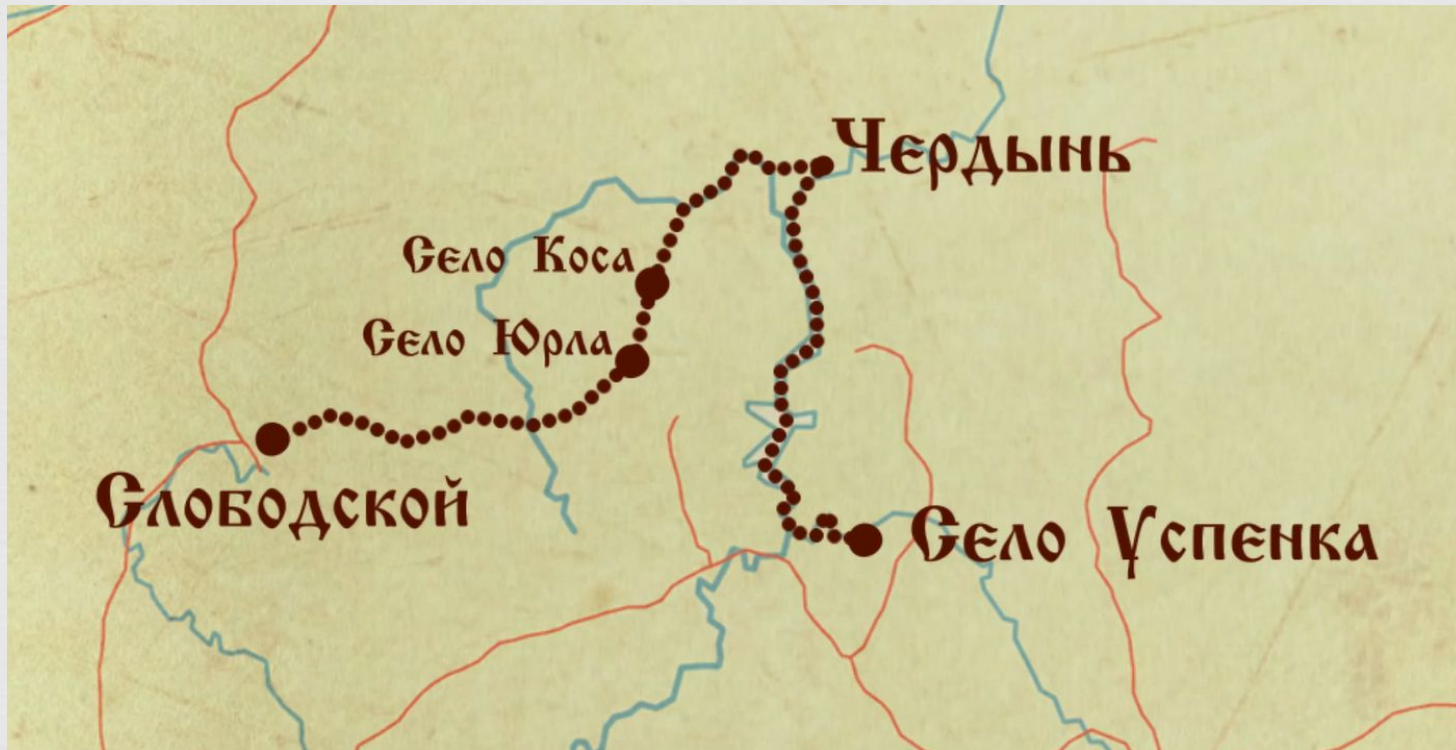 Чердынь
Село Коса
Село Юрла
Слободской
Село Успенка